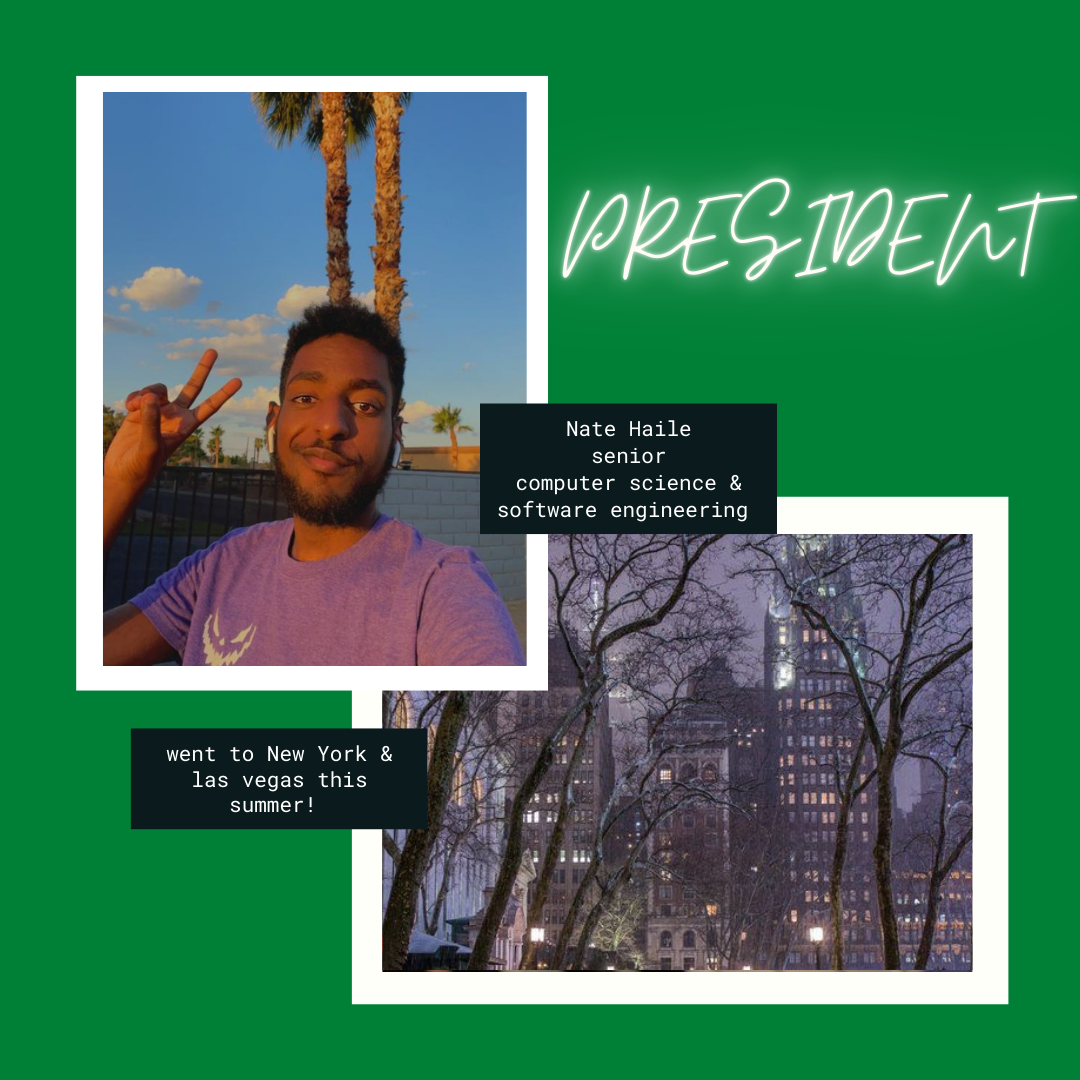 PRESIDENT
Nate Haile
senior
computer science &
software engineering
went to New York &
las vegas this
summer!